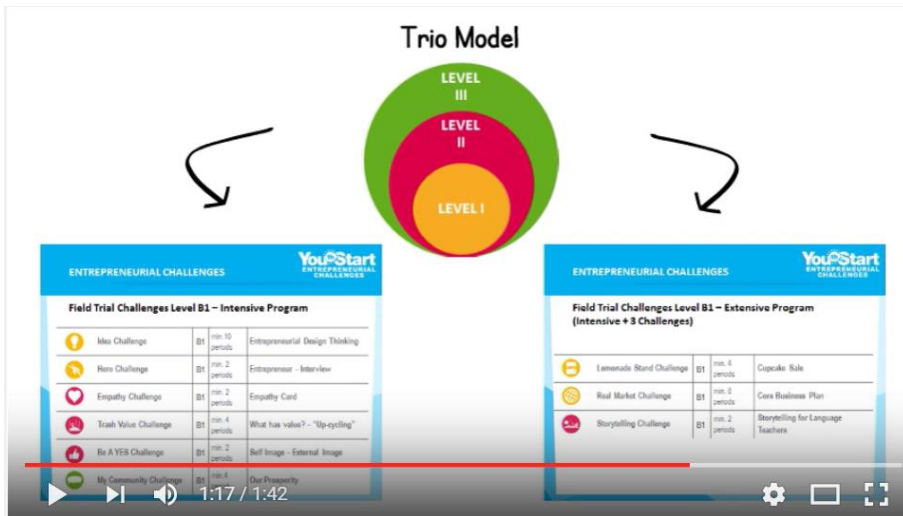 Trio Model
LEVEL
III
LEVEL
II
LEVEL I
YouStart
ENTREPRENEURIAL
CHALLENGES
ENTREPRENEURIAL CHALLENGES
Field Trial Challenges Level B1 – Intensive Program
Idea Challenge B1 min. 10 periods Entrepreneurial Design Thinking
Hero Challenge B1 min. 2 periods Entrepreneur - Interview
Empathy Challenge B1 min. 2 periods Empathy Card
Trash Value Challenge B1 min. 4 periods What has value? - "Up-cycling"
Be A YES Challenge B1 min. 2 periods Self Image - External Image
My Community Challenge B1 min. Our Prosperity
YouStart
ENTREPRENEURIAL
CHALLENGES
ENTREPRENEURIAL CHALLENGES
Field Trial Challenges Level B1 – Extensive Program
(Intensive + 3 Challenges)
Lemonade Stand Challenge B1 min. 4 periods Cupcake Sale
Real Market Challenge B1 min. periods Core Business Plan
Storytelling Challenge B1 min. 2 periods Storytelling for Language Teachers
1:17 / 1:42